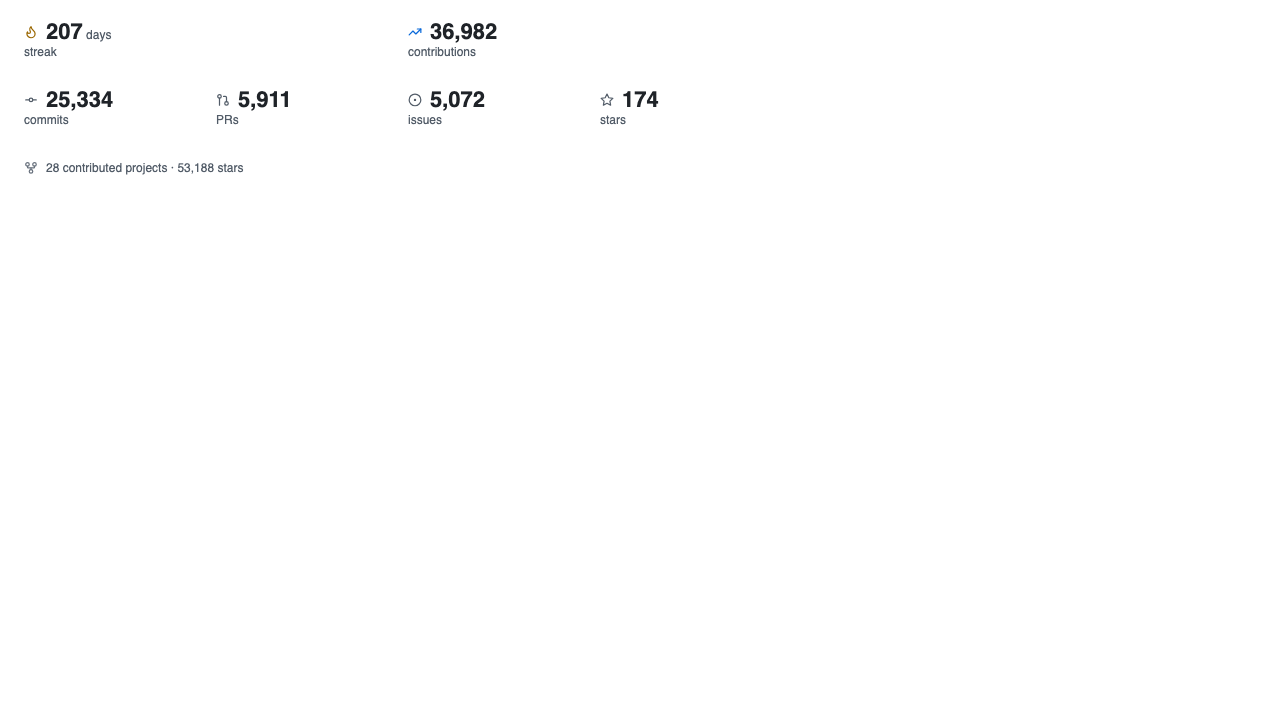 207 days
streak
36,982
contributions
25,334
commits
5,911
PRs
5,072
issues
174
stars
28 contributed projects · 53,188 stars